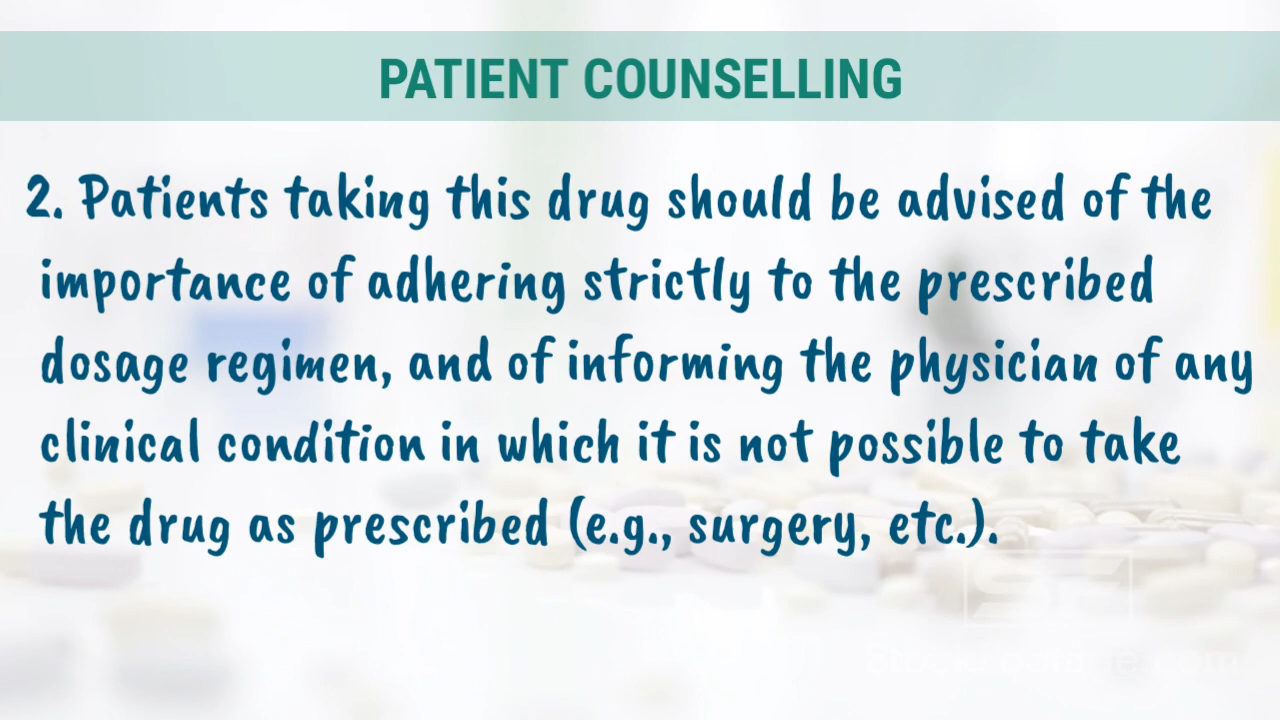 PATIENT COUNSELLING
2. Patients taking this drug should be advised of the
importance of adhering strictly to the prescribed
dosage regimen, and of informing the physician of any
clinical condition in which it is not possible to take
the drug as prescribed (e.g., surgery, etc.).